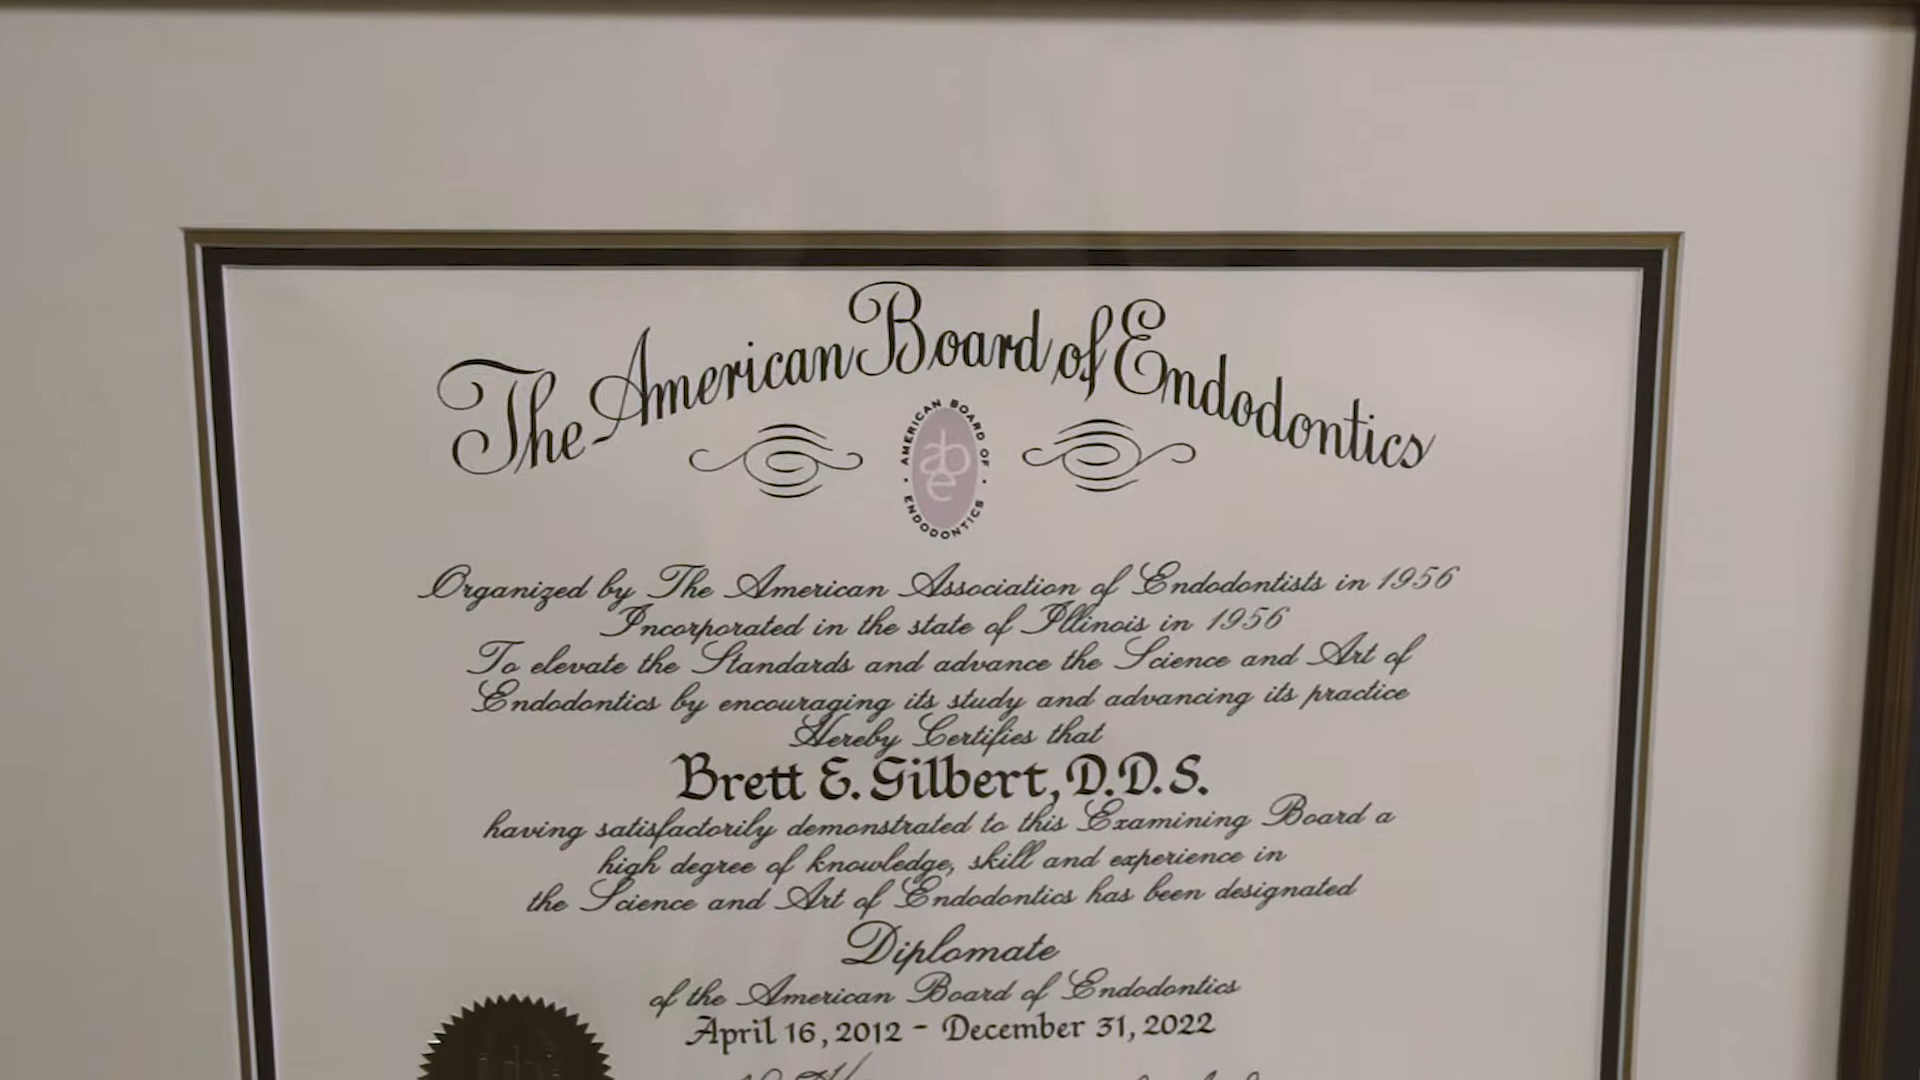 The American Board of Endodontics
AMERICAN BOARD OF
abe
ENDODONTICS
Organized by The American Association of Endodontists in 1956
Incorporated in the state of Illinois in 1956
To elevate the Standards and advance the Science and Art of
Endodontics by encouraging its study and advancing its practice
Hereby Certifies that
Brett E. Gilbert, D.D.S.
having satisfactorily demonstrated to this Examining Board a
high degree of knowledge, skill and experience in
the Science and Art of Endodontics has been designated
Diplomate
of the American Board of Endodontics
April 16, 2012 - December 31, 2022